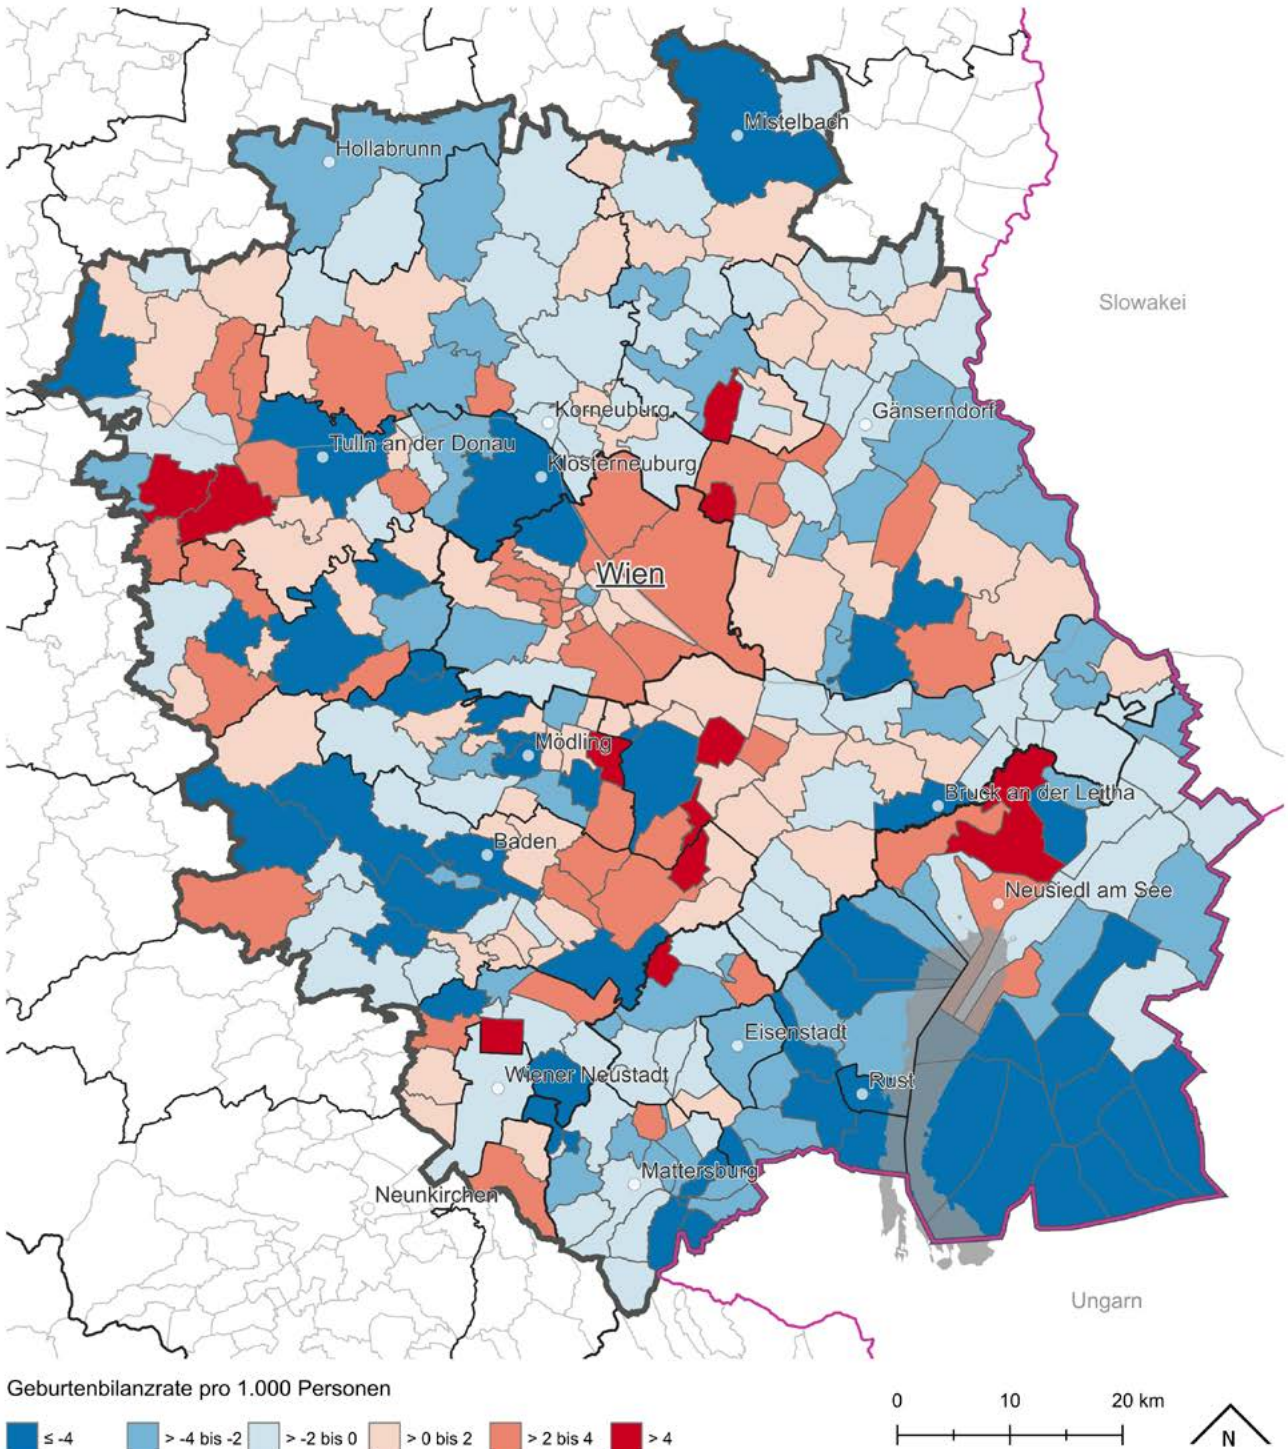 Mistelbach
Hollabrunn
Slowakei
Korneuburg
Gänserndorf
Tulln an der Donau
Klosterneuburg
Wien
Mödling
Bruck an der Leitha
Baden
Neusiedl am See
Eisenstadt
Wiener Neustadt
Rust
Mattersburg
Neunkirchen
Ungarn
Geburtenbilanzrate pro 1.000 Personen
0 10 20 km
≤ -4 > -4 bis -2 > -2 bis 0 > 0 bis 2 > 2 bis 4 > 4
N